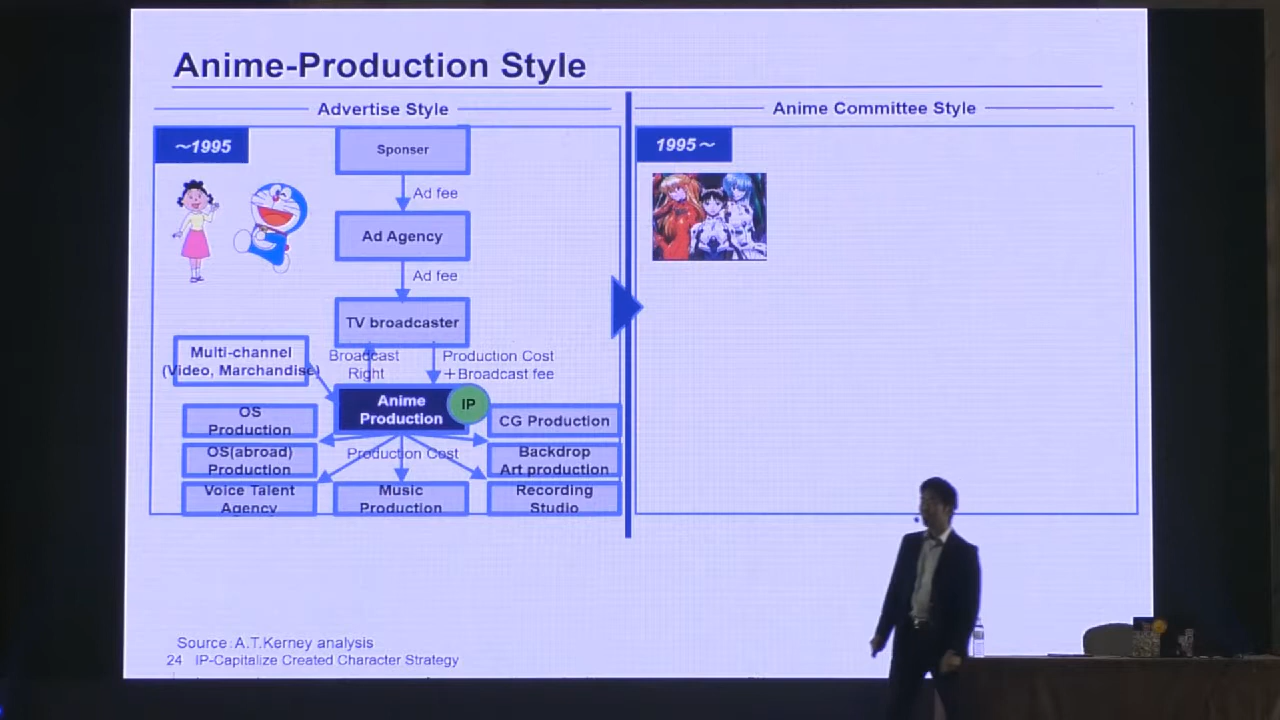 Anime-Production Style
Advertise Style
～1995
Sponser
Ad fee
Ad Agency
Ad fee
TV broadcaster
Multi-channel
(Video, Marchandise)
Broadcast
Right
Production Cost
＋Broadcast fee
Anime
Production
IP
OS
Production
CG Production
OS(abroad)
Production
Production Cost
Backdrop
Art production
Voice Talent
Agency
Music
Production
Recording
Studio
Anime Committee Style
1995～
Source：A.T.Kerney analysis
24 IP-Capitalize Created Character Strategy